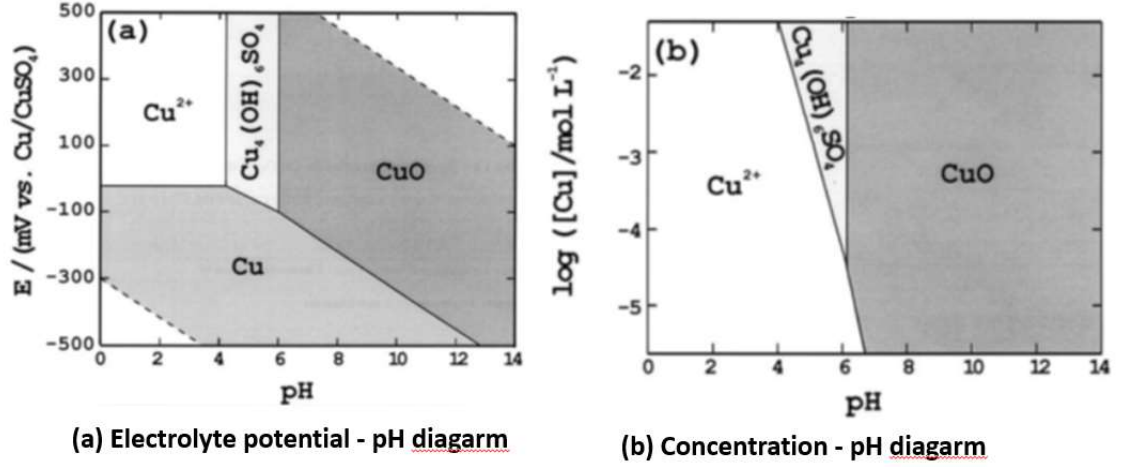 (a)
500
300
100
-100
-300
-500
E / (mV vs. Cu/CuSO₄)
Cu²⁺
Cu₄(OH)₆SO₄
CuO
Cu
0 2 4 6 8 10 12 14
pH
(a) Electrolyte potential - pH diagarm
(b)
-2
-3
-4
-5
log ([Cu]/mol L⁻¹)
Cu²⁺
Cu₄(OH)₆SO₄
CuO
0 2 4 6 8 10 12 14
pH
(b) Concentration - pH diagarm